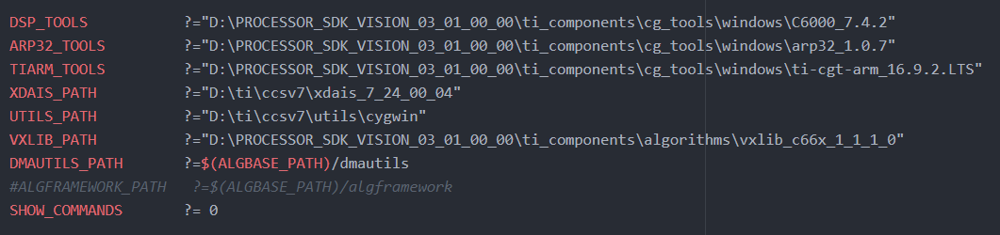 DSP_TOOLS ?="D:\PROCESSOR_SDK_VISION_03_01_00_00\ti_components\cg_tools\windows\C6000_7.4.2"
ARP32_TOOLS ?="D:\PROCESSOR_SDK_VISION_03_01_00_00\ti_components\cg_tools\windows\arp32_1.0.7"
TIARM_TOOLS ?="D:\PROCESSOR_SDK_VISION_03_01_00_00\ti_components\cg_tools\windows\ti-cgt-arm_16.9.2.LTS"
XDAIS_PATH ?="D:\ti\ccsv7\xdais_7_24_00_04"
UTILS_PATH ?="D:\ti\ccsv7\utils\cygwin"
VXLIB_PATH ?="D:\PROCESSOR_SDK_VISION_03_01_00_00\ti_components\algorithms\vxlib_c66x_1_1_1_0"
DMAUTILS_PATH ?=$(ALGBASE_PATH)/dmautils
#ALGFRAMEWORK_PATH ?=$(ALGBASE_PATH)/algframework
SHOW_COMMANDS ?= 0